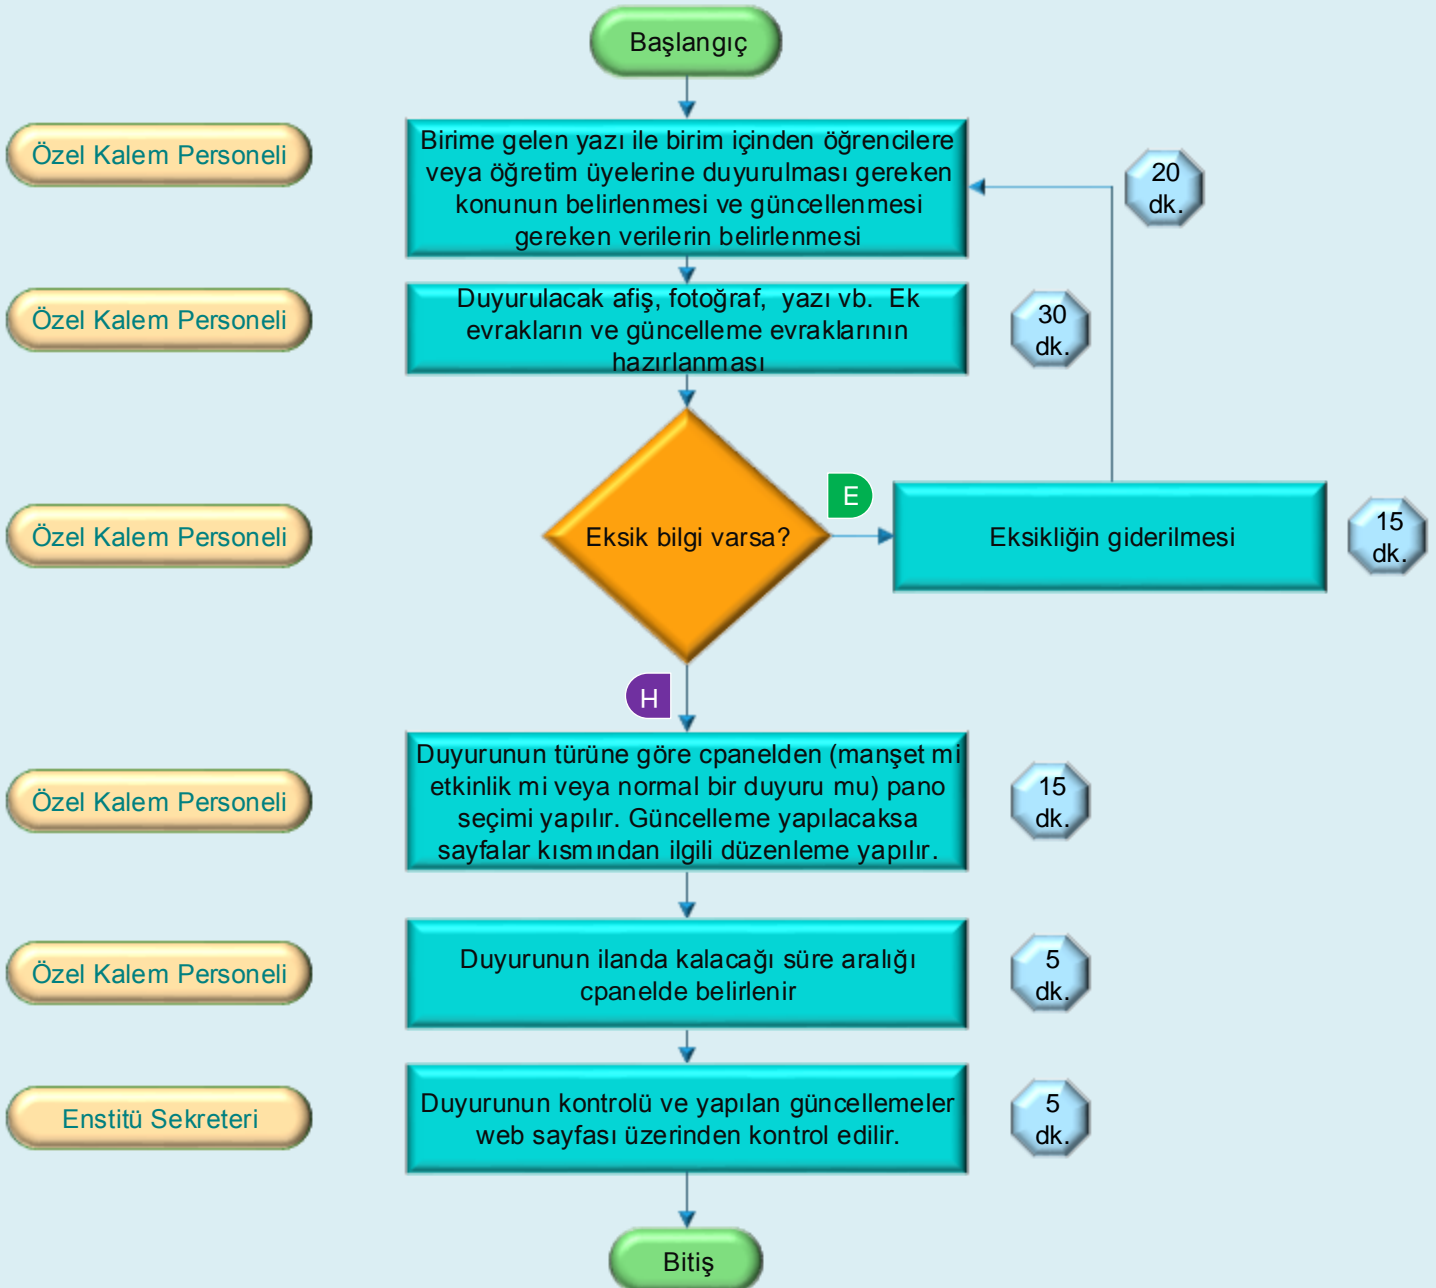 Başlangıç
Özel Kalem Personeli
Birime gelen yazı ile birim içinden öğrencilere
veya öğretim üyelerine duyurulması gereken
konunun belirlenmesi ve güncellenmesi
gereken verilerin belirlenmesi
20
dk.
Özel Kalem Personeli
Duyurulacak afiş, fotoğraf, yazı vb. Ek
evrakların ve güncelleme evraklarının
hazırlanması
30
dk.
Özel Kalem Personeli
Eksik bilgi varsa?
E
Eksikliğin giderilmesi
15
dk.
H
Özel Kalem Personeli
Duyurunun türüne göre cpanelden (manşet mi
etkinlik mi veya normal bir duyuru mu) pano
seçimi yapılır. Güncelleme yapılacaksa
sayfalar kısmından ilgili düzenleme yapılır.
15
dk.
Özel Kalem Personeli
Duyurunun ilanda kalacağı süre aralığı
cpanelde belirlenir
5
dk.
Enstitü Sekreteri
Duyurunun kontrolü ve yapılan güncellemeler
web sayfası üzerinden kontrol edilir.
5
dk.
Bitiş